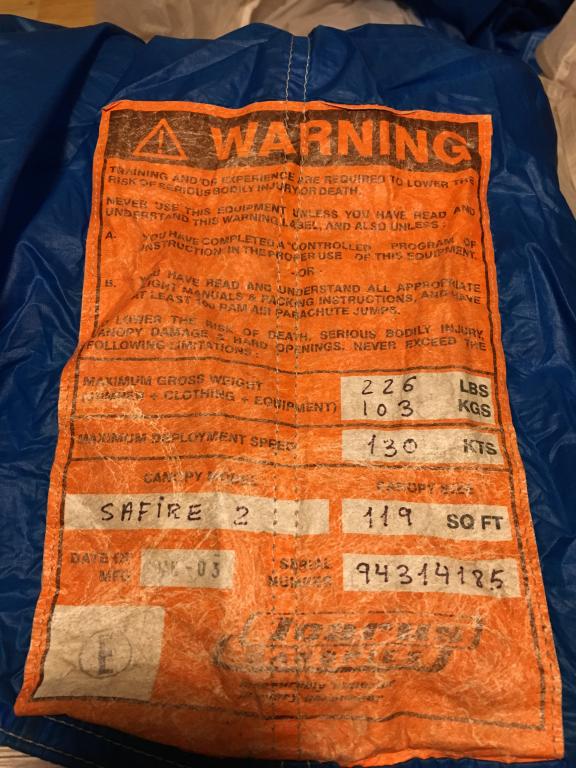 WARNING
TRAINING AND/OR EXPERIENCE ARE REQUIRED TO LOWER THE
RISK OF SERIOUS BODILY INJURY OR DEATH.
NEVER USE THIS EQUIPMENT UNLESS YOU HAVE READ AND
UNDERSTAND THIS WARNING LABEL, AND ALSO UNLESS:
A. YOU HAVE COMPLETED A CONTROLLED PROGRAM OF
INSTRUCTION IN THE PROPER USE OF THIS EQUIPMENT.
-OR-
B. YOU HAVE READ AND UNDERSTAND ALL APPROPRIATE
FLIGHT MANUALS & PACKING INSTRUCTIONS, AND HAVE
AT LEAST 100 RAM AIR PARACHUTE JUMPS.
LOWER THE RISK OF DEATH, SERIOUS BODILY INJURY,
CANOPY DAMAGE & HARD OPENINGS. NEVER EXCEED THE
FOLLOWING LIMITATIONS:
MAXIMUM GROSS WEIGHT 226 LBS
(JUMPER + CLOTHING + EQUIPMENT) 103 KGS
MAXIMUM DEPLOYMENT SPEED 130 KTS
CANOPY MODEL CANOPY SIZE
SAFIRE 2 119 SQ FT
DATE OF MFG -03 SERIAL NUMBER 94314185
E Icarus